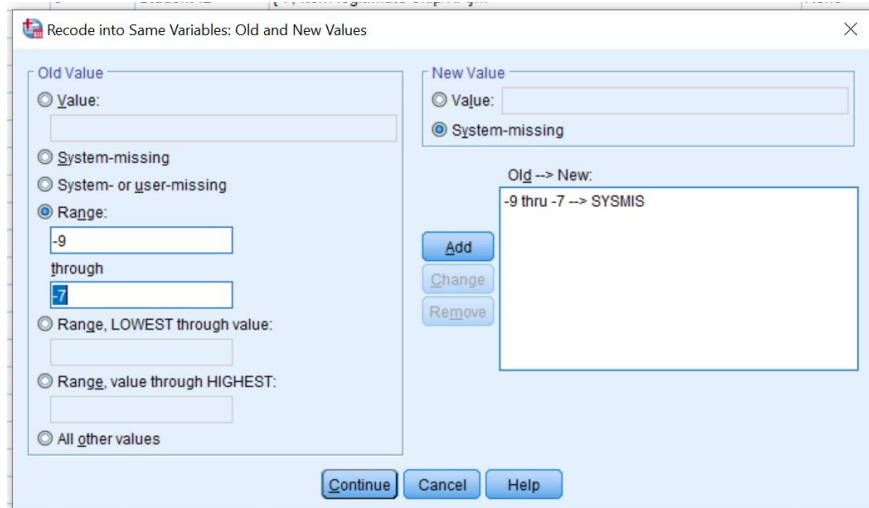 Recode into Same Variables: Old and New Values
Old Value
Value:
System-missing
System- or user-missing
Range:
-9
through
-7
Range, LOWEST through value:
Range, value through HIGHEST:
All other values
New Value
Value:
System-missing
Old --> New:
-9 thru -7 --> SYSMIS
Add
Change
Remove
Continue
Cancel
Help